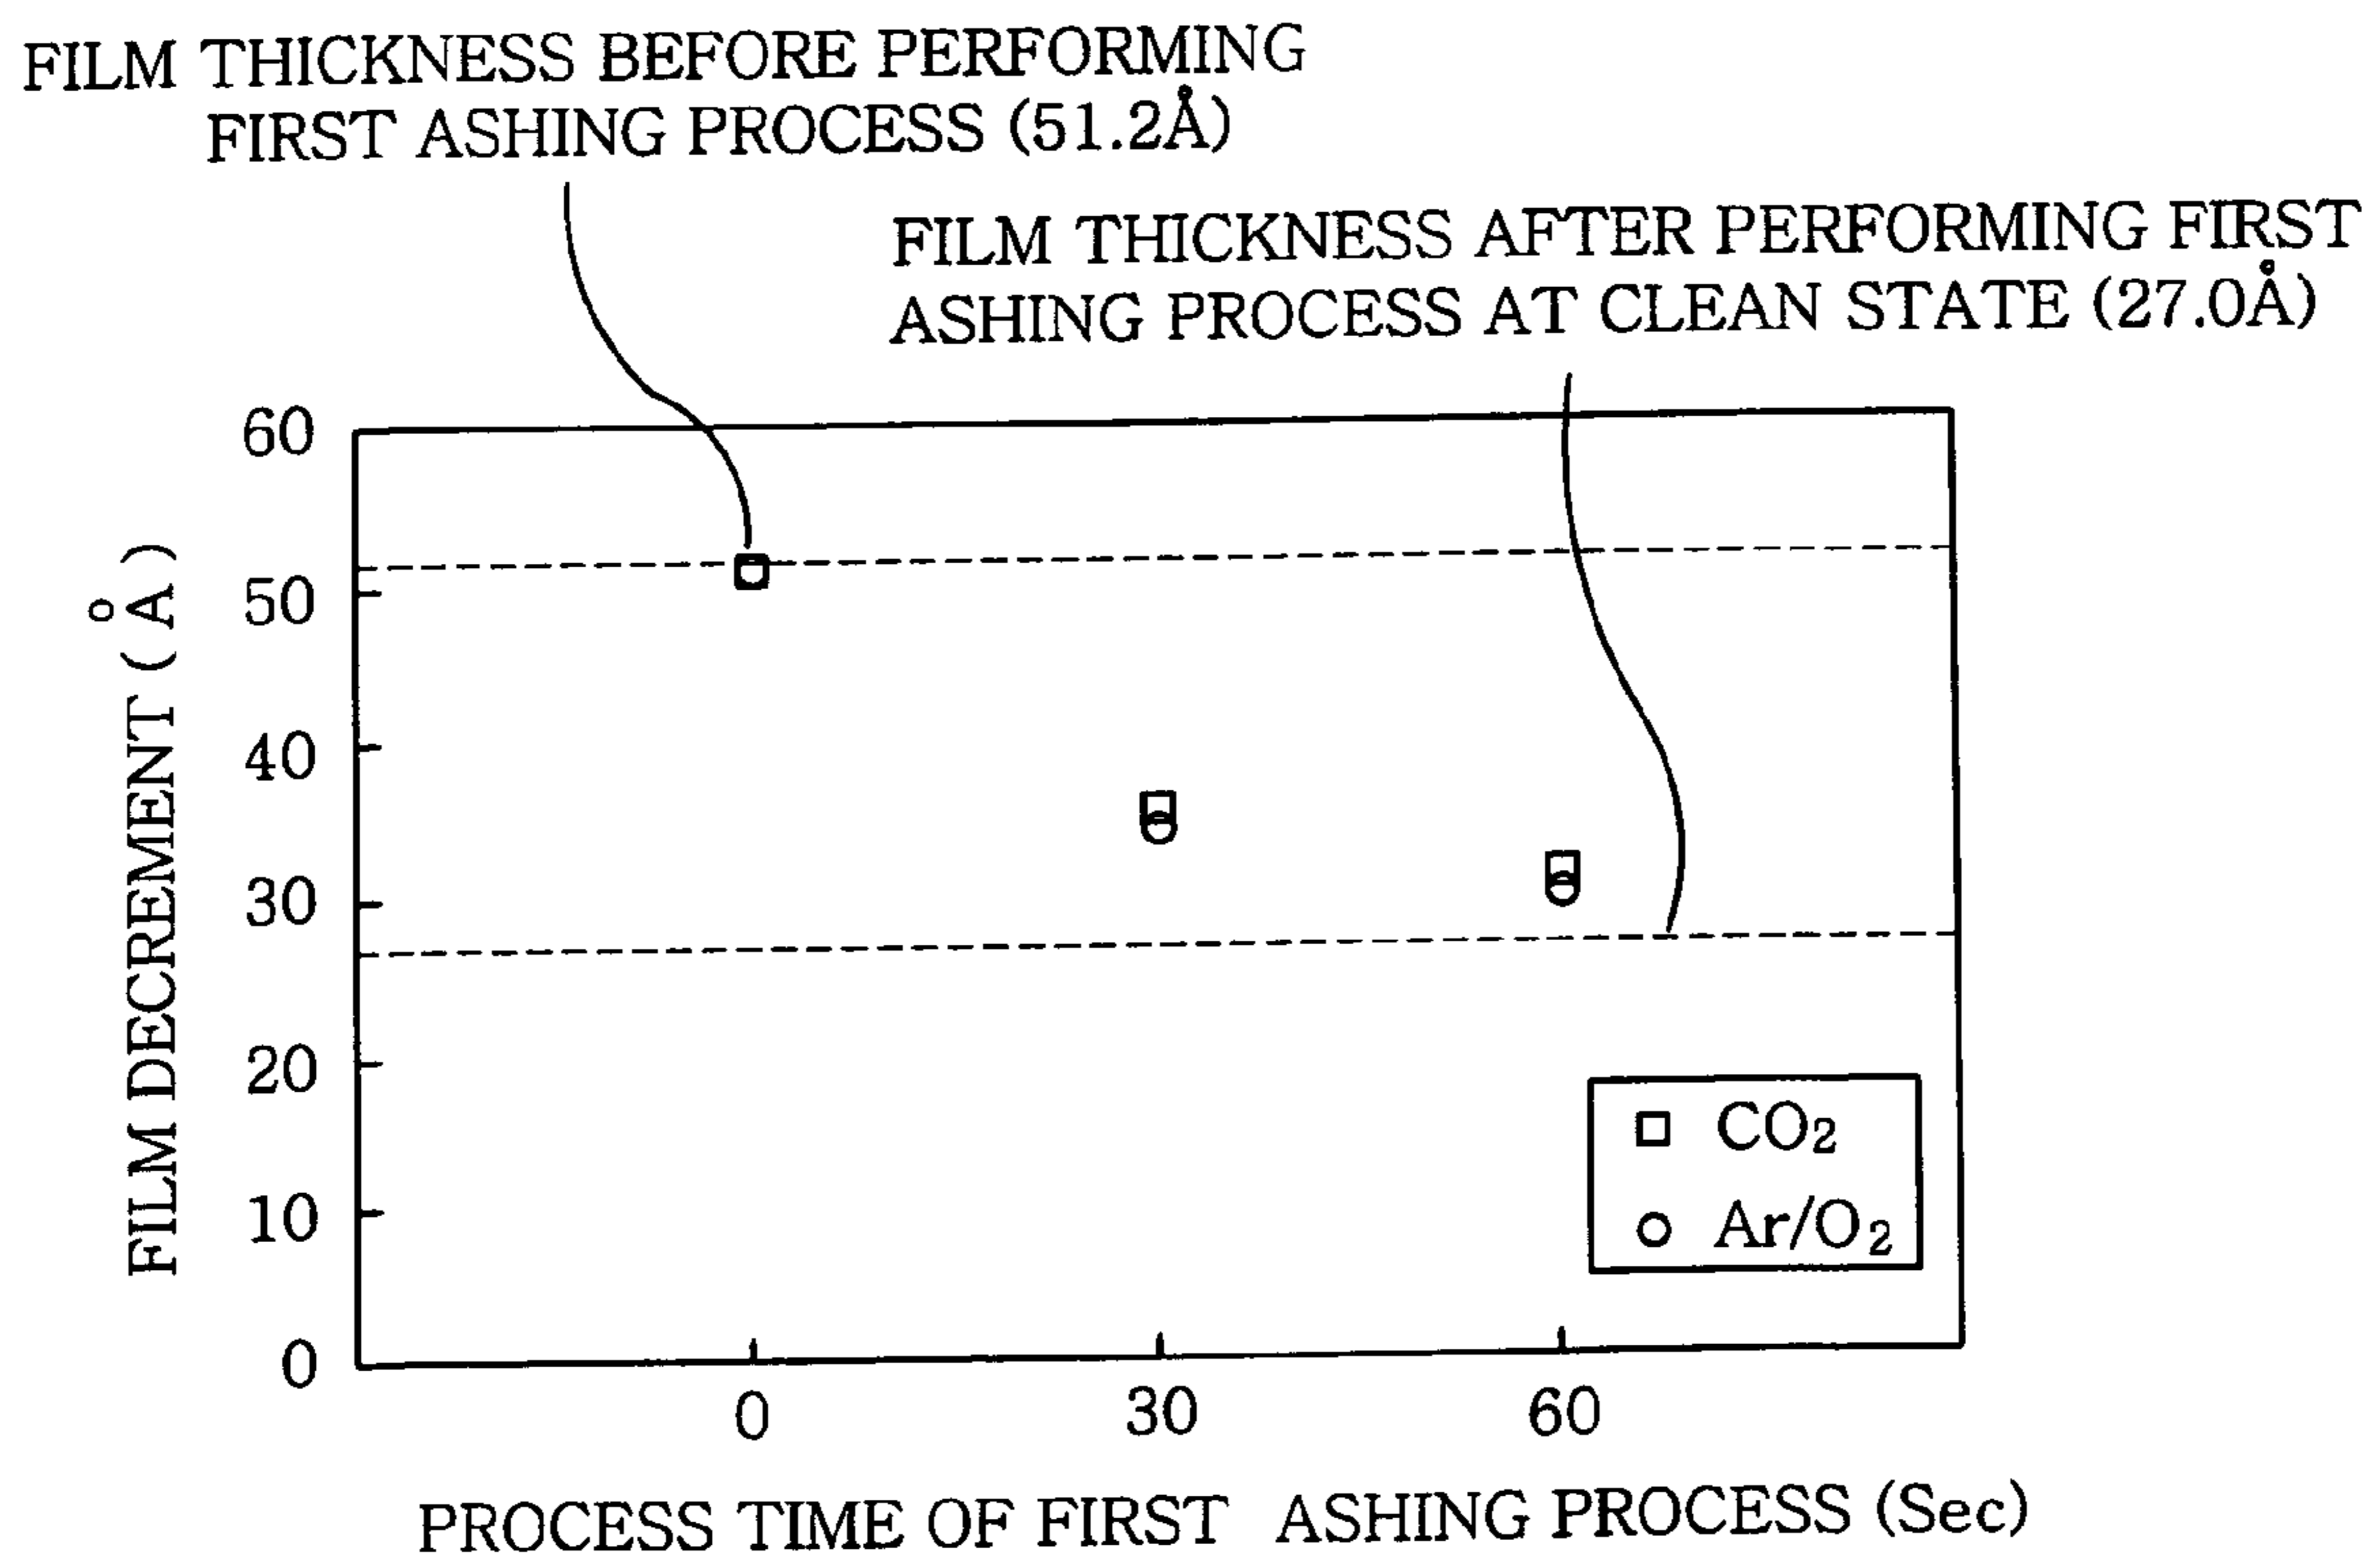 FILM THICKNESS BEFORE PERFORMING
FIRST ASHING PROCESS (51.2Å)
FILM THICKNESS AFTER PERFORMING FIRST
ASHING PROCESS AT CLEAN STATE (27.0Å)
FILM DECREMENT (Å)
60
50
40
30
20
10
0
CO₂
Ar/O₂
0 30 60
PROCESS TIME OF FIRST ASHING PROCESS (Sec)